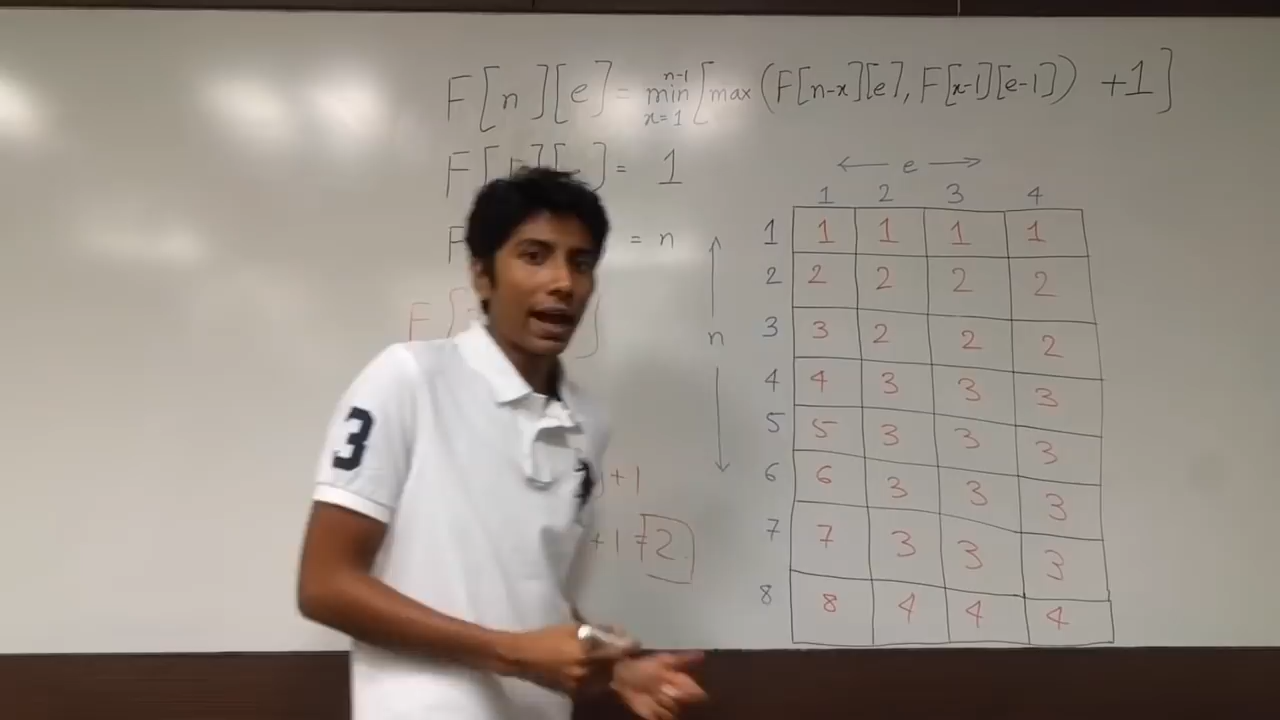 F[n][e] = min n-1 x=1 [max (F[n-x][e], F[x-1][e-1]) +1]
= 1
= n
F[
+1
+1 = 2
← e →
1 2 3 4
n
1 1 1 1 1
2 2 2 2 2
3 3 2 2 2
4 4 3 3 3
5 5 3 3 3
6 6 3 3 3
7 7 3 3 3
8 8 4 4 4
3